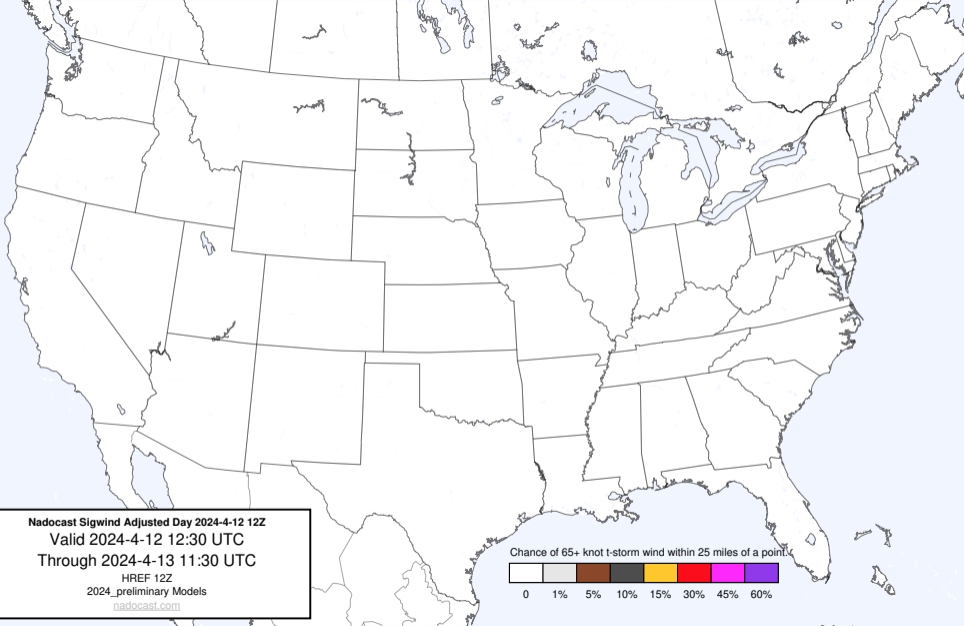 Nadocast Sigwind Adjusted Day 2024-4-12 12Z
Valid 2024-4-12 12:30 UTC
Through 2024-4-13 11:30 UTC
HREF 12Z
2024_preliminary Models
nadocast.com
Chance of 65+ knot t-storm wind within 25 miles of a point.
0 1% 5% 10% 15% 30% 45% 60%